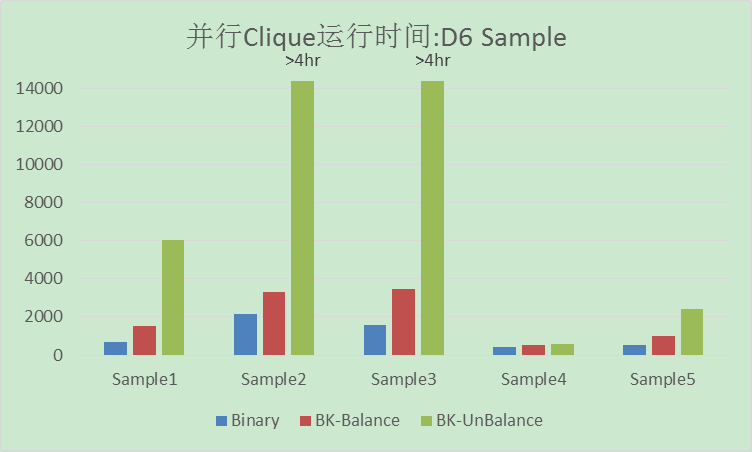 并行Clique运行时间:D6 Sample
>4hr >4hr
14000
12000
10000
8000
6000
4000
2000
0
Sample1 Sample2 Sample3 Sample4 Sample5
Binary BK-Balance BK-UnBalance